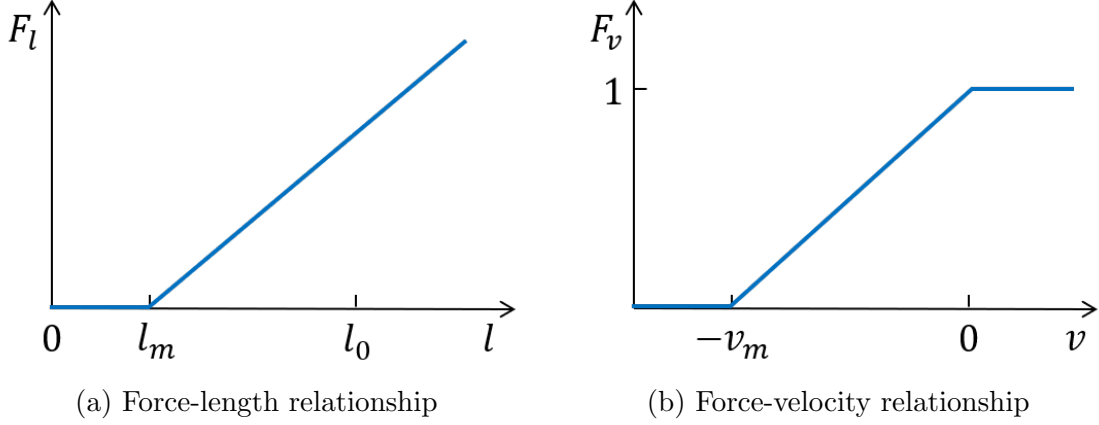 F_l
0 l_m l_0 l
(a) Force-length relationship
F_v
1
−v_m 0 v
(b) Force-velocity relationship